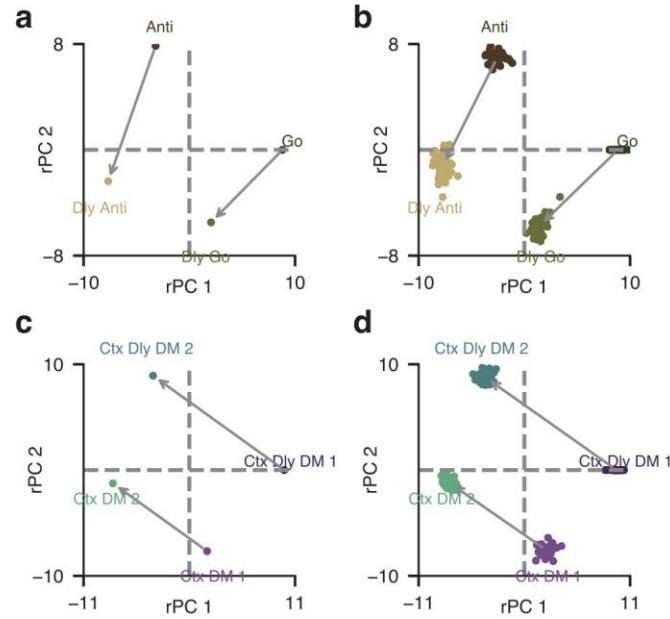 a
Anti
8
rPC 2
Go
Dly Anti
Dly Go
−8
−10
rPC 1
10
b
Anti
8
rPC 2
Go
Dly Anti
Dly Go
−8
−10
rPC 1
10
c
Ctx Dly DM 2
10
rPC 2
Ctx Dly DM 1
Ctx DM 2
Ctx DM 1
−10
−11
rPC 1
11
d
Ctx Dly DM 2
10
rPC 2
Ctx Dly DM 1
Ctx DM 2
Ctx DM 1
−10
−11
rPC 1
11